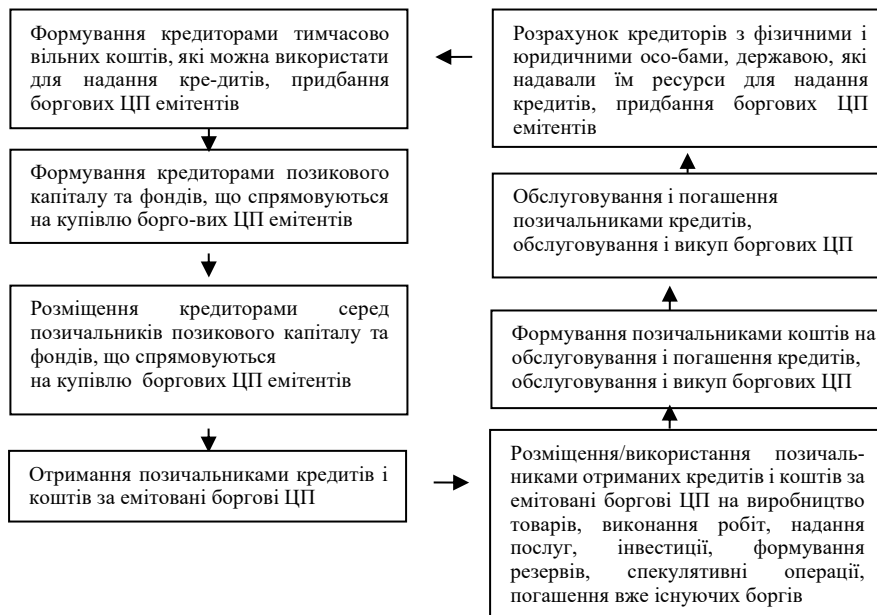 Формування кредиторами тимчасово
вільних коштів, які можна використати
для надання кре-дитів, придбання
боргових ЦП емітентів
Формування кредиторами позикового
капіталу та фондів, що спрямовуються
на купівлю борго-вих ЦП емітентів
Розміщення кредиторами серед
позичальників позикового капіталу та
фондів, що спрямовуються
на купівлю боргових ЦП емітентів
Отримання позичальниками кредитів і
коштів за емітовані боргові ЦП
Розміщення/використання позичаль-
никами отриманих кредитів і коштів за
емітовані боргові ЦП на виробництво
товарів, виконання робіт, надання
послуг, інвестиції, формування
резервів, спекулятивні операції,
погашення вже існуючих боргів
Формування позичальниками коштів на
обслуговування і погашення кредитів,
обслуговування і викуп боргових ЦП
Обслуговування і погашення
позичальниками кредитів,
обслуговування і викуп боргових ЦП
Розрахунок кредиторів з фізичними і
юридичними осо-бами, державою, які
надавали їм ресурси для надання
кредитів, придбання боргових ЦП
емітентів